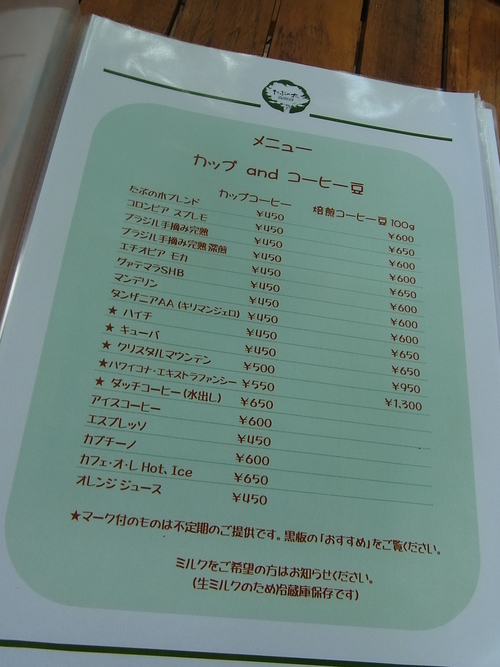 たぶの木
メニュー
カップ and コーヒー豆
カップコーヒー 焙煎コーヒー豆 100g
たぶの木ブレンド ¥450 ¥600
コロンビア スプレモ ¥450 ¥600
ブラジル手摘み完熟 ¥450 ¥600
ブラジル手摘み完熟 深煎 ¥450 ¥650
エチオピア モカ ¥450 ¥600
グァテマラSHB ¥450 ¥600
マンデリン ¥450 ¥600
タンザニアAA (キリマンジェロ) ¥450 ¥600
★ ハイチ ¥450 ¥650
★ キューバ ¥450 ¥650
★ クリスタルマウンテン ¥500 ¥950
★ハワイコナ・エキストラファンシー ¥550 ¥1,300
★ ダッチコーヒー(水出し) ¥650
アイスコーヒー ¥600
エスプレッソ ¥450
カプチーノ ¥600
カフェ・オ・レ Hot、Ice ¥650
オレンジ ジュース ¥450
★マーク付のものは不定期のご提供です。黒板の「おすすめ」をご覧ください。
ミルクをご希望の方はお知らせください。
(生ミルクのため冷蔵庫保存です)